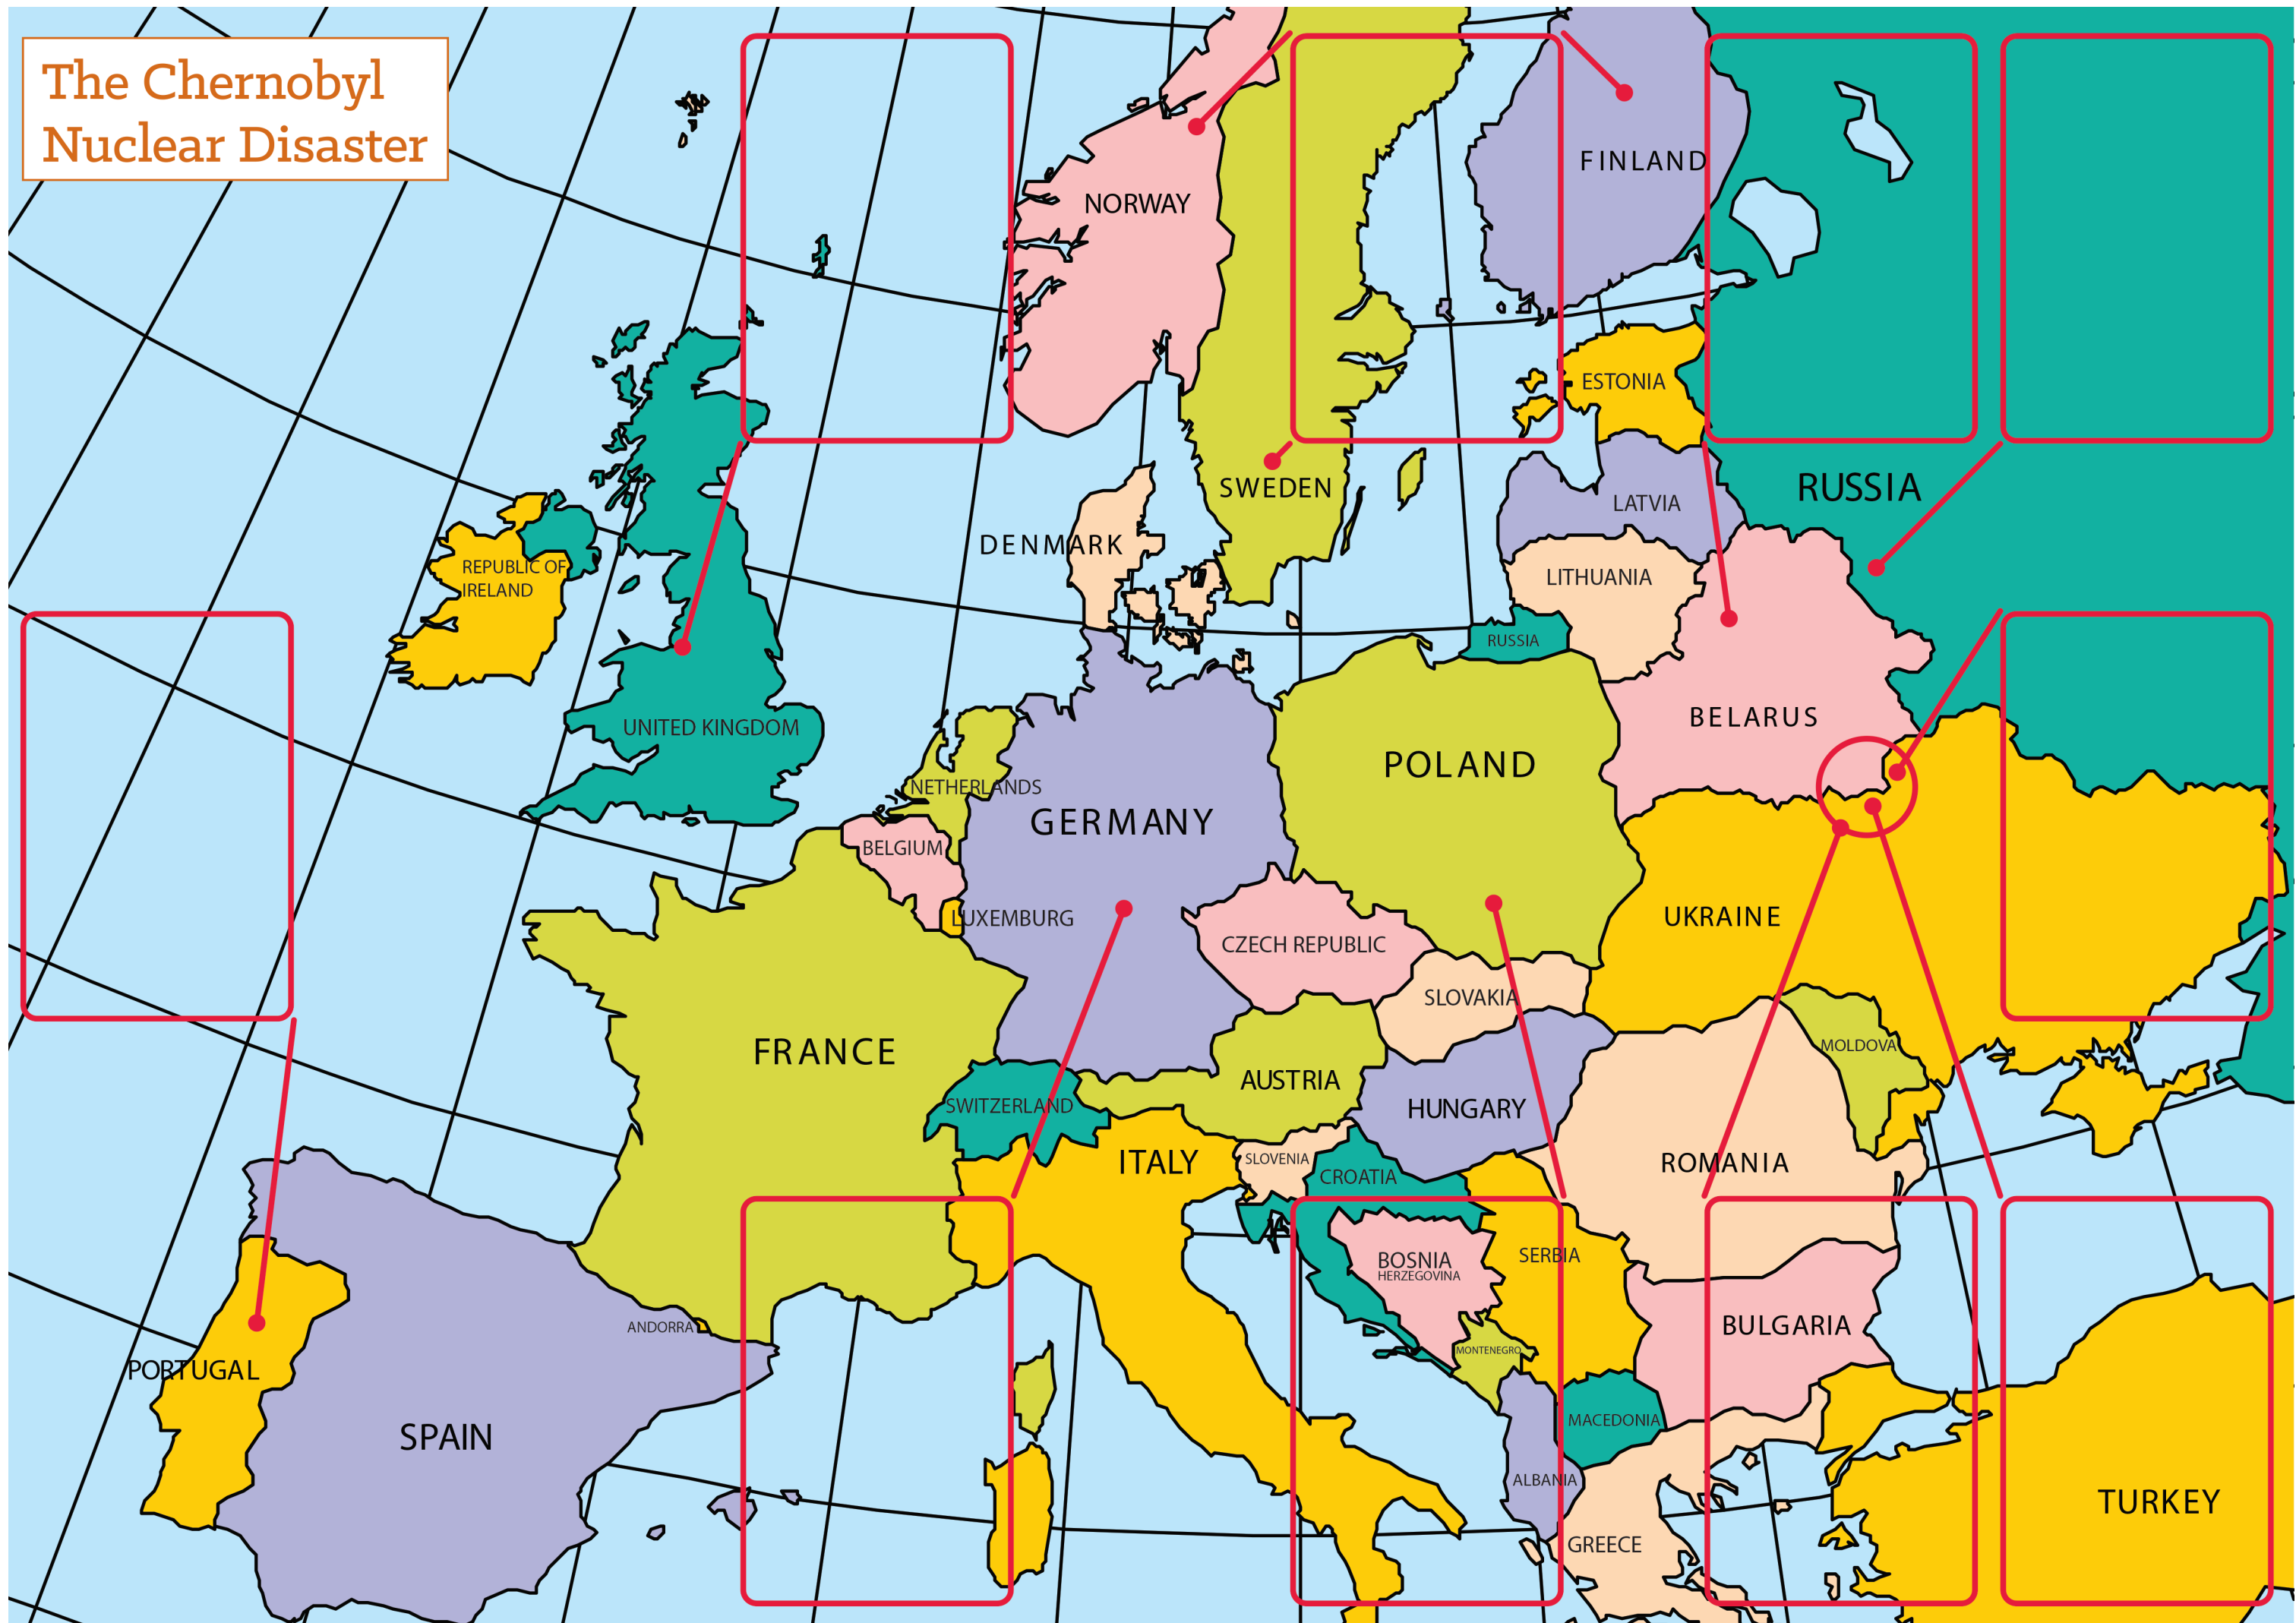 The Chernobyl
Nuclear Disaster
NORWAY
FINLAND
ESTONIA
SWEDEN
RUSSIA
LATVIA
DENMARK
REPUBLIC OF
IRELAND
LITHUANIA
RUSSIA
UNITED KINGDOM
BELARUS
POLAND
NETHERLANDS
GERMANY
BELGIUM
LUXEMBURG
UKRAINE
CZECH REPUBLIC
SLOVAKIA
FRANCE
MOLDOVA
AUSTRIA
SWITZERLAND
HUNGARY
ITALY
SLOVENIA
ROMANIA
CROATIA
BOSNIA
HERZEGOVINA
SERBIA
ANDORRA
BULGARIA
MONTENEGRO
PORTUGAL
MACEDONIA
SPAIN
ALBANIA
TURKEY
GREECE